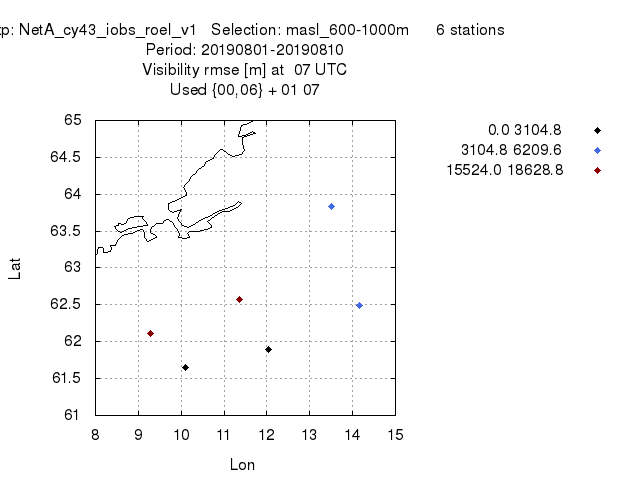 xp: NetA_cy43_iobs_roel_v1 Selection: masl_600-1000m 6 stations
Period: 20190801-20190810
Visibility rmse [m] at 07 UTC
Used {00,06} + 01 07
0.0 3104.8
3104.8 6209.6
15524.0 18628.8
65
64.5
64
63.5
63
62.5
62
61.5
61
Lat
8 9 10 11 12 13 14 15
Lon